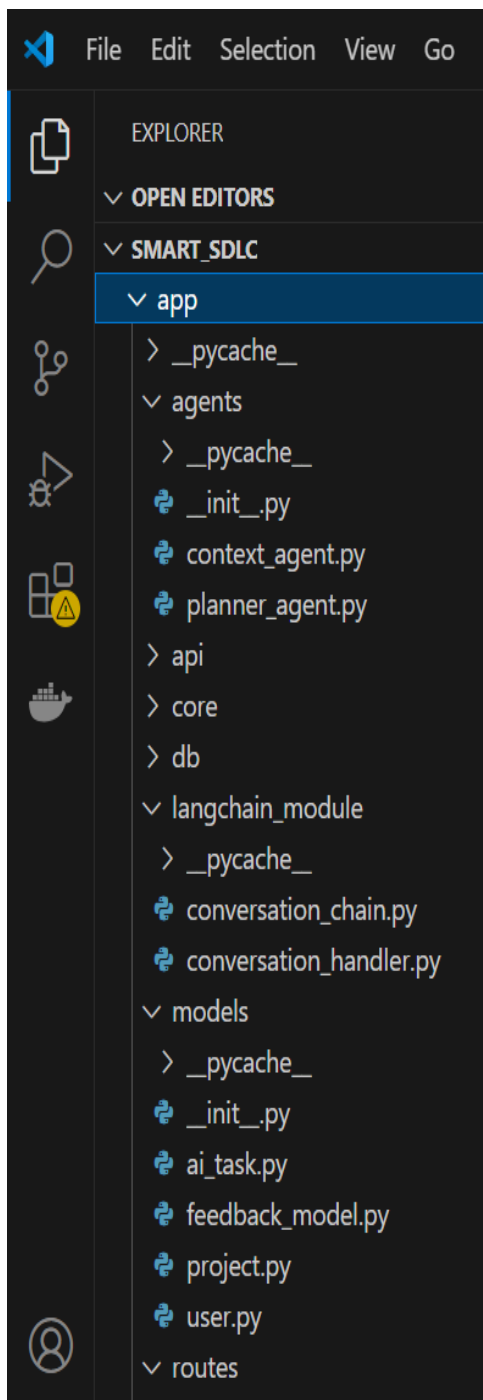 File Edit Selection View Go
EXPLORER
OPEN EDITORS
SMART_SDLC
app
__pycache__
agents
__pycache__
__init__.py
context_agent.py
planner_agent.py
api
core
db
langchain_module
__pycache__
conversation_chain.py
conversation_handler.py
models
__pycache__
__init__.py
ai_task.py
feedback_model.py
project.py
user.py
routes